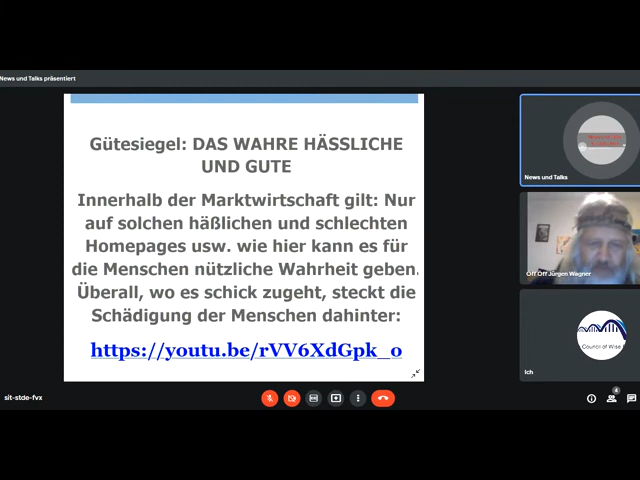 News und Talks präsentiert
Gütesiegel: DAS WAHRE HÄSSLICHE
UND GUTE
Innerhalb der Marktwirtschaft gilt: Nur
auf solchen häßlichen und schlechten
Homepages usw. wie hier kann es für
die Menschen nützliche Wahrheit geben.
Überall, wo es schick zugeht, steckt die
Schädigung der Menschen dahinter:
https://youtu.be/rVV6XdGpk_o
News und Talks
Off Off Jürgen Wagner
Council of Wise
Ich
sit-stde-fvx
4